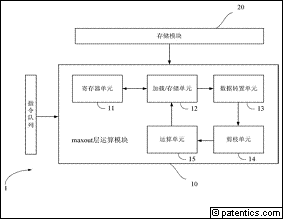 20
存储模块
指令队列
寄存器单元
加载/存储单元
数据转置单元
11
12
13
maxout层运算模块
运算单元
剪枝单元
15
14
1
10
© patentics.com